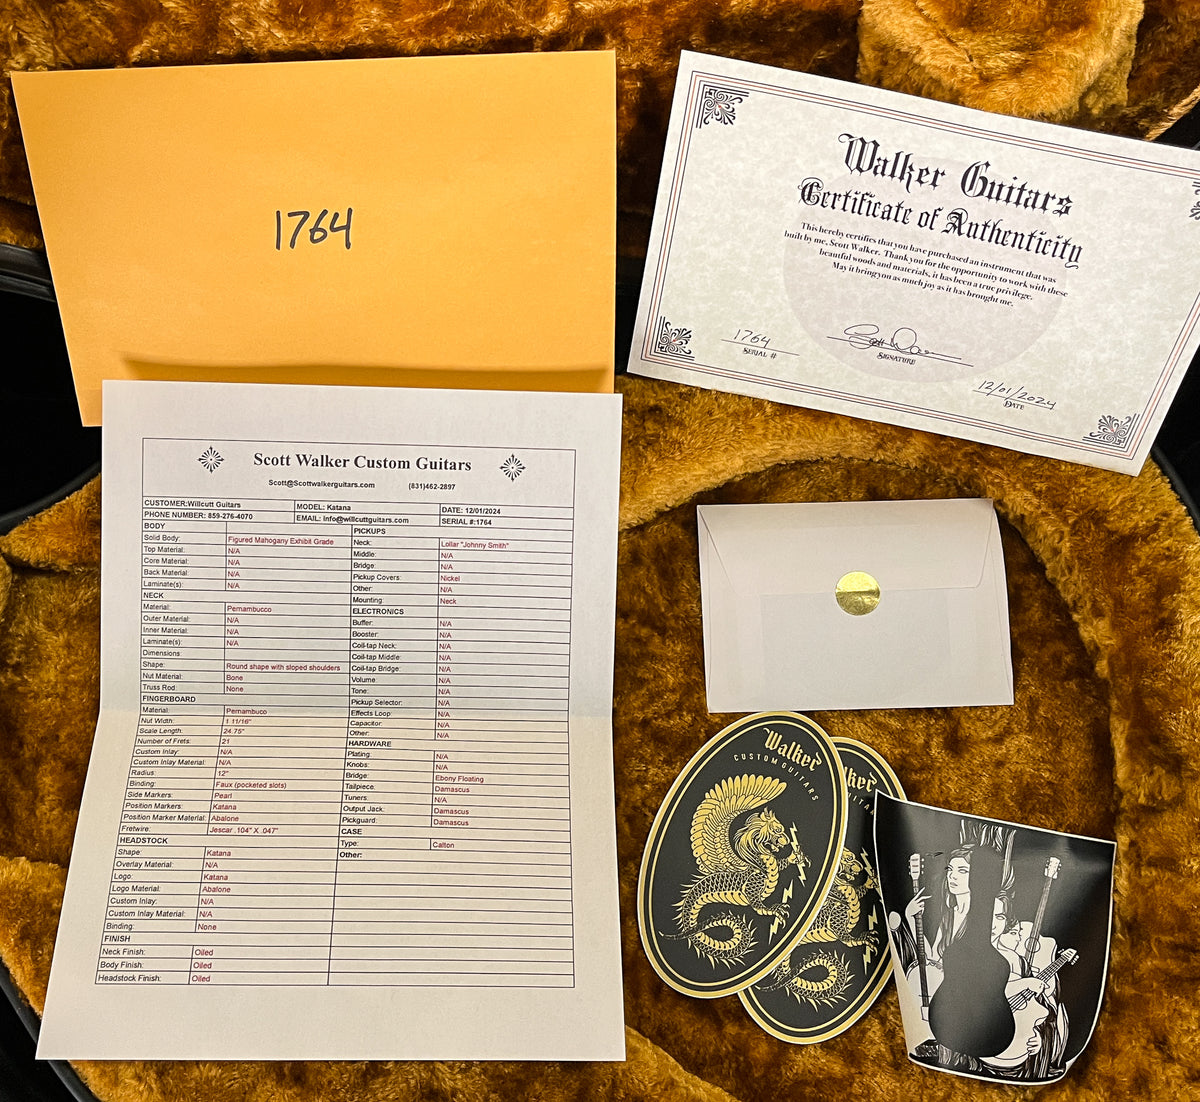 1764
Walker Guitars
Certificate of Authenticity
This hereby certifies that you have purchased an instrument that was
built by me, Scott Walker. Thank you for the opportunity to work with these
beautiful woods and materials, it has been a true privilege.
May it bring you as much joy as it has brought me.
1764
SERIAL #
SIGNATURE
12/01/2024
DATE
Scott Walker Custom Guitars
Scott@Scottwalkerguitars.com (831)462-2897
CUSTOMER:Willcutt Guitars MODEL: Katana DATE: 12/01/2024
PHONE NUMBER: 859-276-4070 EMAIL: info@willcuttguitars.com SERIAL #:1764
BODY
Solid Body: Figured Mahogany Exhibit Grade
Top Material: N/A
Core Material: N/A
Back Material: N/A
Laminate(s): N/A
NECK
Material: Pernambucco
Outer Material: N/A
Inner Material: N/A
Laminate(s): N/A
Dimensions:
Shape: Round shape with sloped shoulders
Nut Material: Bone
Truss Rod: None
FINGERBOARD
Material: Pernambuco
Nut Width: 1 11/16"
Scale Length: 24.75"
Number of Frets: 21
Custom Inlay: N/A
Custom Inlay Material: N/A
Radius: 12"
Binding: Faux (pocketed slots)
Side Markers: Pearl
Position Markers: Katana
Position Marker Material: Abalone
Fretwire: Jescar .104" X .047"
HEADSTOCK
Shape: Katana
Overlay Material: N/A
Logo: Katana
Logo Material: Abalone
Custom Inlay: N/A
Custom Inlay Material: N/A
Binding: None
FINISH
Neck Finish: Oiled
Body Finish: Oiled
Headstock Finish: Oiled
PICKUPS
Neck: Lollar "Johnny Smith"
Middle: N/A
Bridge: N/A
Pickup Covers: Nickel
Other: N/A
Mounting: Neck
ELECTRONICS
Buffer: N/A
Booster: N/A
Coil-tap Neck: N/A
Coil-tap Middle: N/A
Coil-tap Bridge: N/A
Volume: N/A
Tone: N/A
Pickup Selector: N/A
Effects Loop: N/A
Capacitor: N/A
Other: N/A
HARDWARE
Plating: N/A
Knobs: N/A
Bridge: Ebony Floating
Tailpiece: Damascus
Tuners: N/A
Output Jack: Damascus
Pickguard: Damascus
CASE
Type: Calton
Other:
Walker
CUSTOM GUITARS